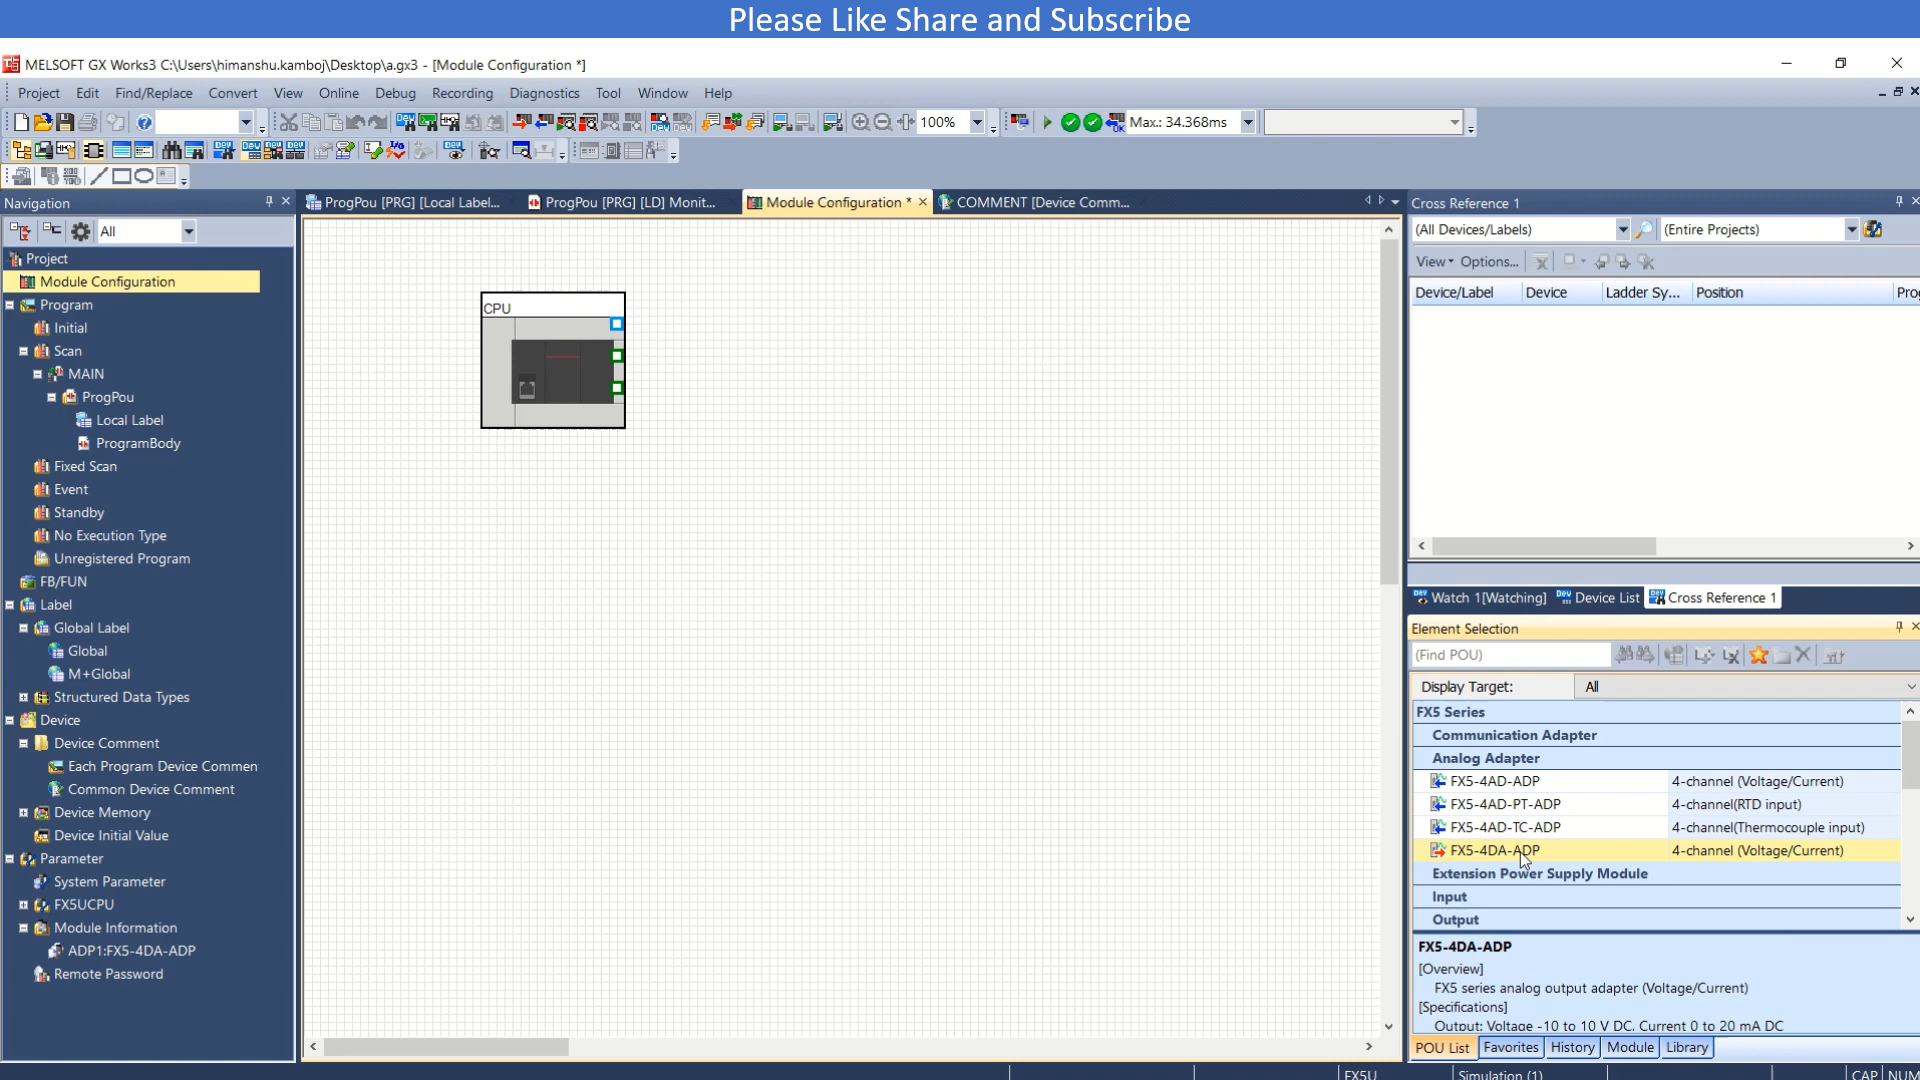 Please Like Share and Subscribe
MELSOFT GX Works3 C:\Users\himanshu.kamboj\Desktop\a.gx3 - [Module Configuration *]
Project Edit Find/Replace Convert View Online Debug Recording Diagnostics Tool Window Help
100% Max.: 34.368ms
Navigation
All
Project
Module Configuration
Program
Initial
Scan
MAIN
ProgPou
Local Label
ProgramBody
Fixed Scan
Event
Standby
No Execution Type
Unregistered Program
FB/FUN
Label
Global Label
Global
M+Global
Structured Data Types
Device
Device Comment
Each Program Device Commen
Common Device Comment
Device Memory
Device Initial Value
Parameter
System Parameter
FX5UCPU
Module Information
ADP1:FX5-4DA-ADP
Remote Password
ProgPou [PRG] [Local Label... ProgPou [PRG] [LD] Monit... Module Configuration * COMMENT [Device Comm...
CPU
Cross Reference 1
(All Devices/Labels) (Entire Projects)
View Options...
Device/Label Device Ladder Sy... Position Pro
Watch 1[Watching] Device List Cross Reference 1
Element Selection
(Find POU)
Display Target: All
FX5 Series
Communication Adapter
Analog Adapter
FX5-4AD-ADP 4-channel (Voltage/Current)
FX5-4AD-PT-ADP 4-channel(RTD input)
FX5-4AD-TC-ADP 4-channel(Thermocouple input)
FX5-4DA-ADP 4-channel (Voltage/Current)
Extension Power Supply Module
Input
Output
FX5-4DA-ADP
[Overview]
FX5 series analog output adapter (Voltage/Current)
[Specifications]
Output: Voltage -10 to 10 V DC, Current 0 to 20 mA DC
POU List Favorites History Module Library
FX5U Simulation (1) CAP NUM